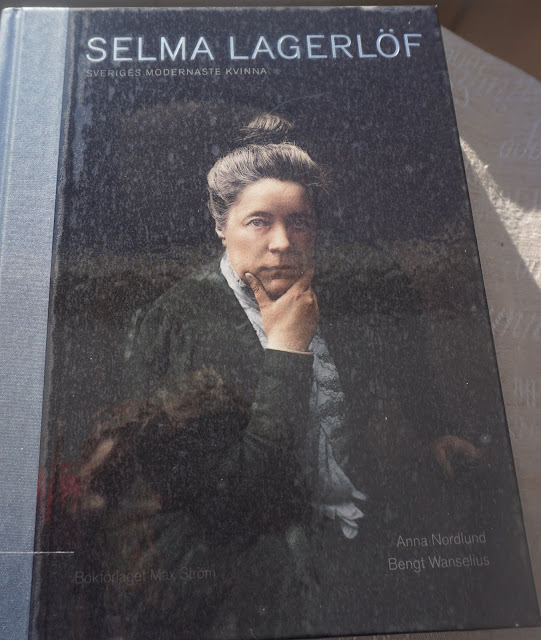 SELMA LAGERLÖF
SVERIGES MODERNASTE KVINNA
Anna Nordlund
Bengt Wanselius
Bokförlaget Max Ström